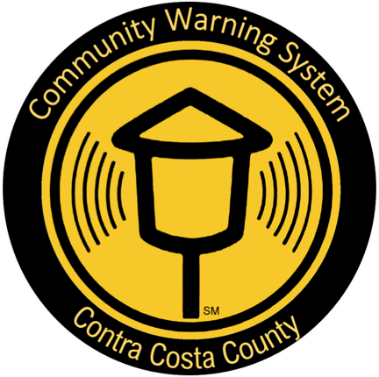 Community Warning System
SM
Contra Costa County